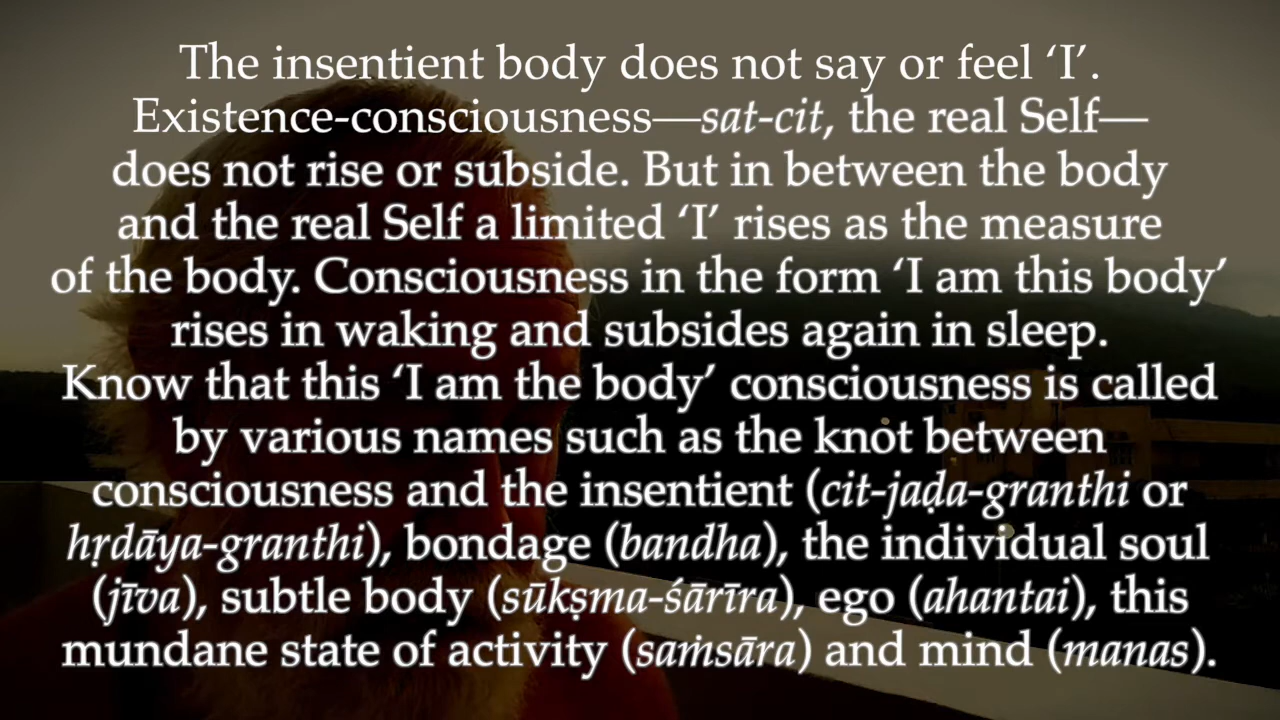 The insentient body does not say or feel ‘I’.
Existence-consciousness—sat-cit, the real Self—
does not rise or subside. But in between the body
and the real Self a limited ‘I’ rises as the measure
of the body. Consciousness in the form ‘I am this body’
rises in waking and subsides again in sleep.
Know that this ‘I am the body’ consciousness is called
by various names such as the knot between
consciousness and the insentient (cit-jaḍa-granthi or
hṛdāya-granthi), bondage (bandha), the individual soul
(jīva), subtle body (sūkṣma-śārīra), ego (ahantai), this
mundane state of activity (saṁsāra) and mind (manas).